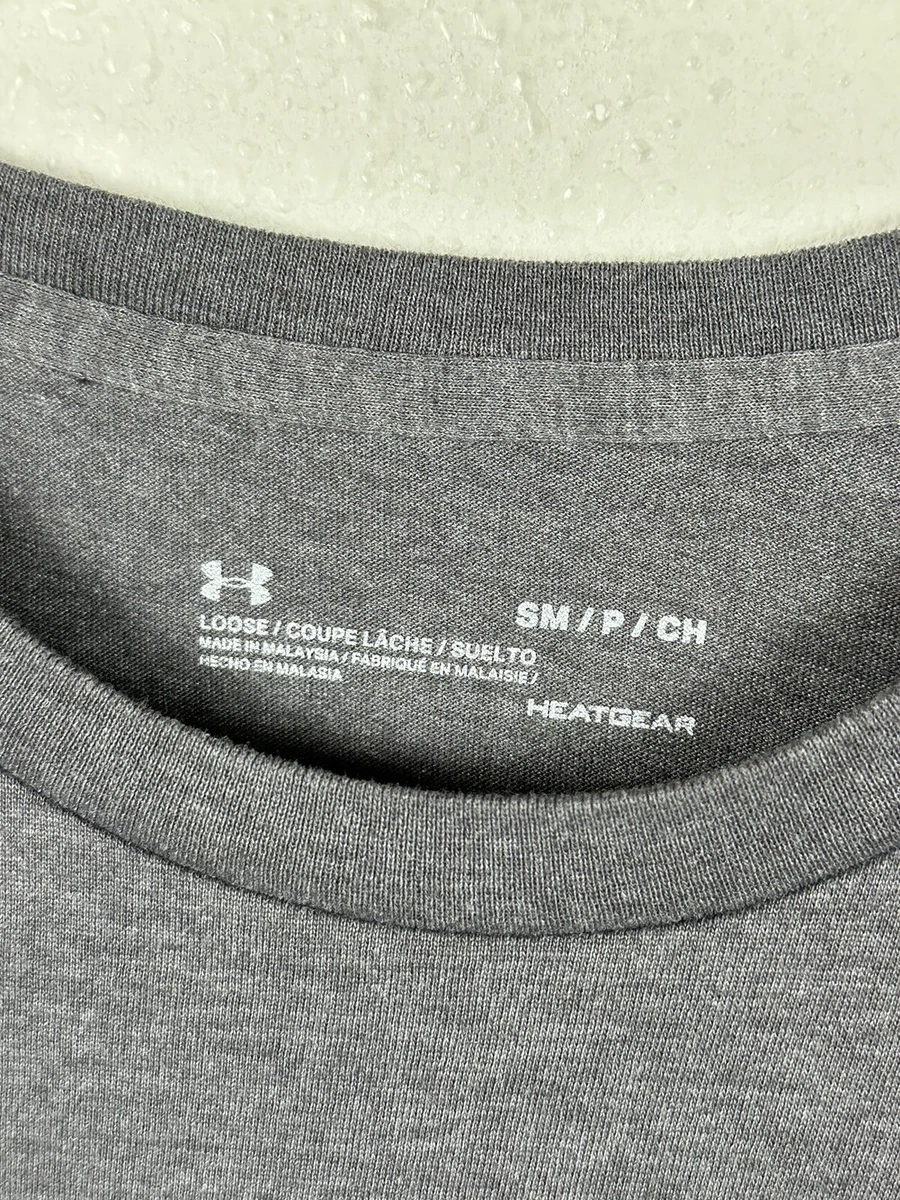 LOOSE / COUPE LÂCHE / SUELTO
MADE IN MALAYSIA / FABRIQUÉ EN MALAISIE /
HECHO EN MALASIA
SM / P / CH
HEATGEAR